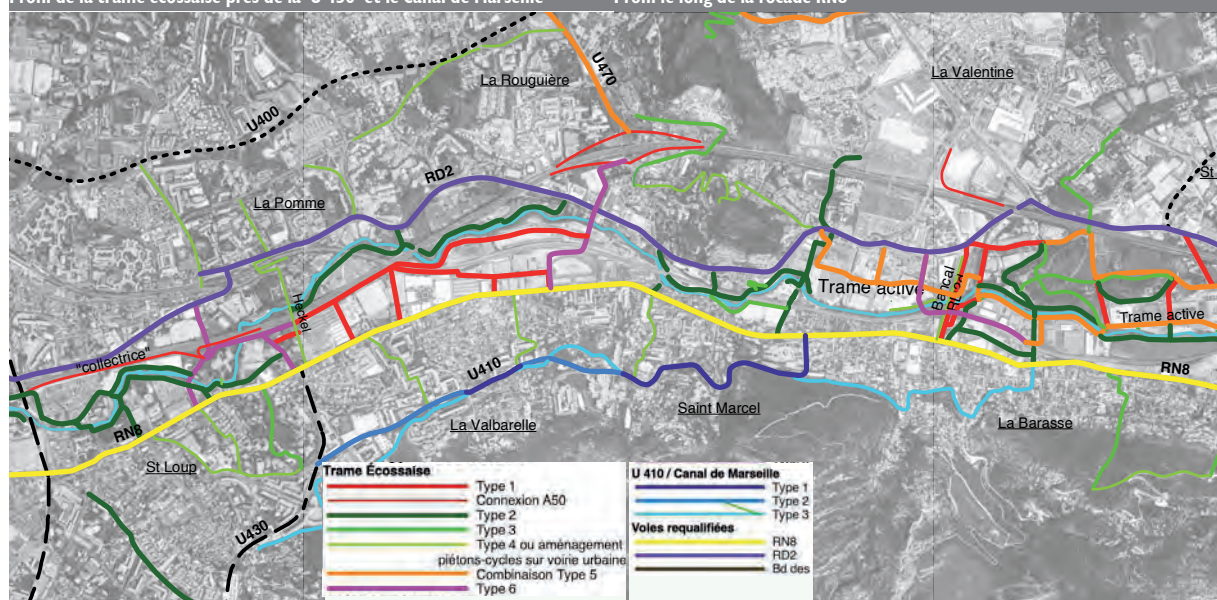 Profil de la trame écossaise près de la "U 430" et le Canal de Marseille
Profil le long de la rocade RN8
La Rouguière
U470
La Valentine
U400
RD2
St
La Pomme
Heckel
Trame active
Bancal
Trame active
"collectrice"
U410
RN8
RN8
Saint Marcel
La Valbarelle
La Barasse
St Loup
U430
Trame Écossaise
Type 1
Connexion A50
Type 2
Type 3
Type 4 ou aménagement
piétons-cycles sur voirie urbaine
Combinaison Type 5
Type 6
U 410 / Canal de Marseille
Type 1
Type 2
Type 3
Voies requalifiées
RN8
RD2
Bd des